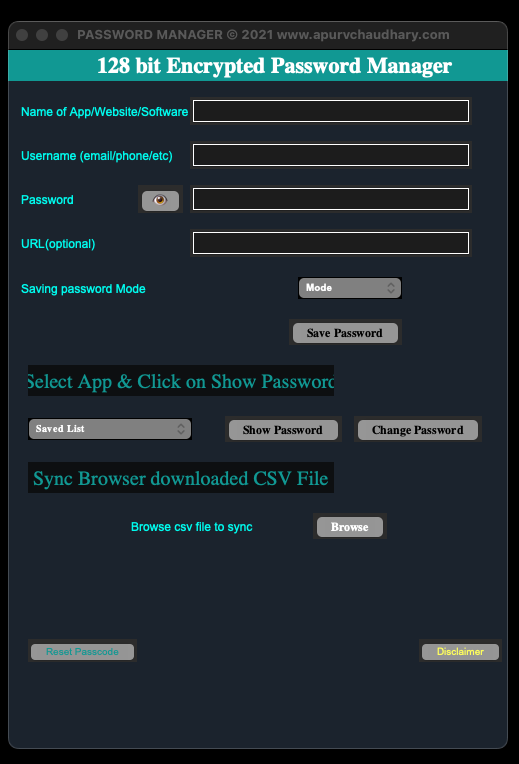 PASSWORD MANAGER © 2021 www.apurvchaudhary.com
128 bit Encrypted Password Manager
Name of App/Website/Software
Username (email/phone/etc)
Password
URL(optional)
Saving password Mode Mode
Save Password
Select App & Click on Show Password
Saved List Show Password Change Password
Sync Browser downloaded CSV File
Browse csv file to sync Browse
Reset Passcode Disclaimer